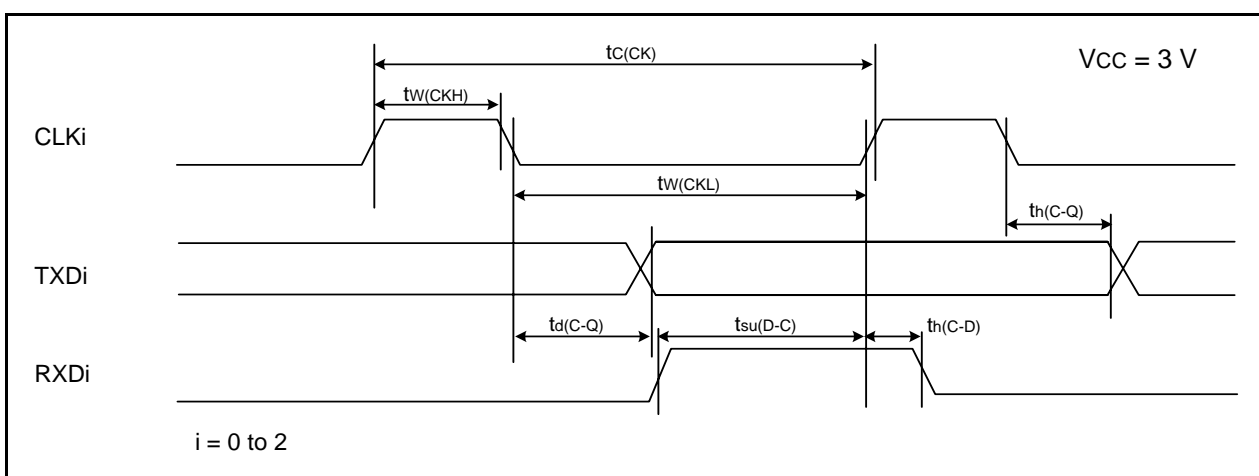 tC(CK)
VCC = 3 V
tW(CKH)
CLKi
tW(CKL)
th(C-Q)
TXDi
td(C-Q)
tsu(D-C)
th(C-D)
RXDi
i = 0 to 2